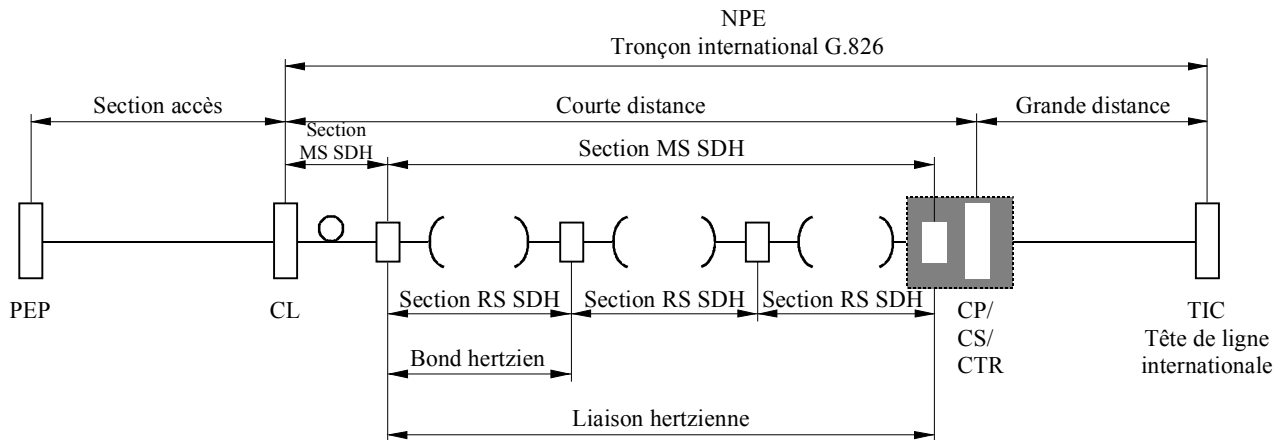 NPE
Tronçon international G.826
Section accès
Courte distance
Grande distance
Section
MS SDH
Section MS SDH
PEP
CL
Section RS SDH
Section RS SDH
Section RS SDH
CP/
CS/
CTR
TIC
Tête de ligne
internationale
Bond hertzien
Liaison hertzienne